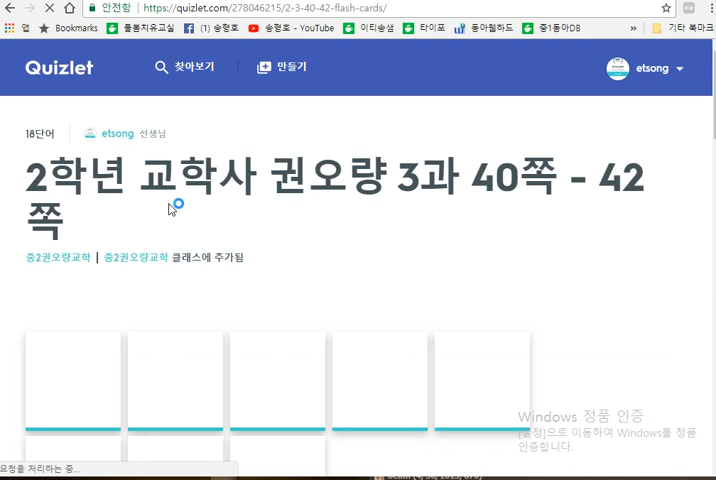 안전함 https://quizlet.com/278046215/2-3-40-42-flash-cards/
앱 Bookmarks 돌봄치유교실 (1) 송형호 송형호 - YouTube 이티송샘 타이포 동아웹하드 중1동아DB » 기타 북마크
Quizlet 찾아보기 만들기 etsong
18단어 etsong 선생님
2학년 교학사 권오량 3과 40쪽 - 42
쪽
중2권오량교학 | 중2권오량교학 클래스에 추가됨
Windows 정품 인증
[설정]으로 이동하여 Windows를 정품
인증합니다.
요청을 처리하는 중...